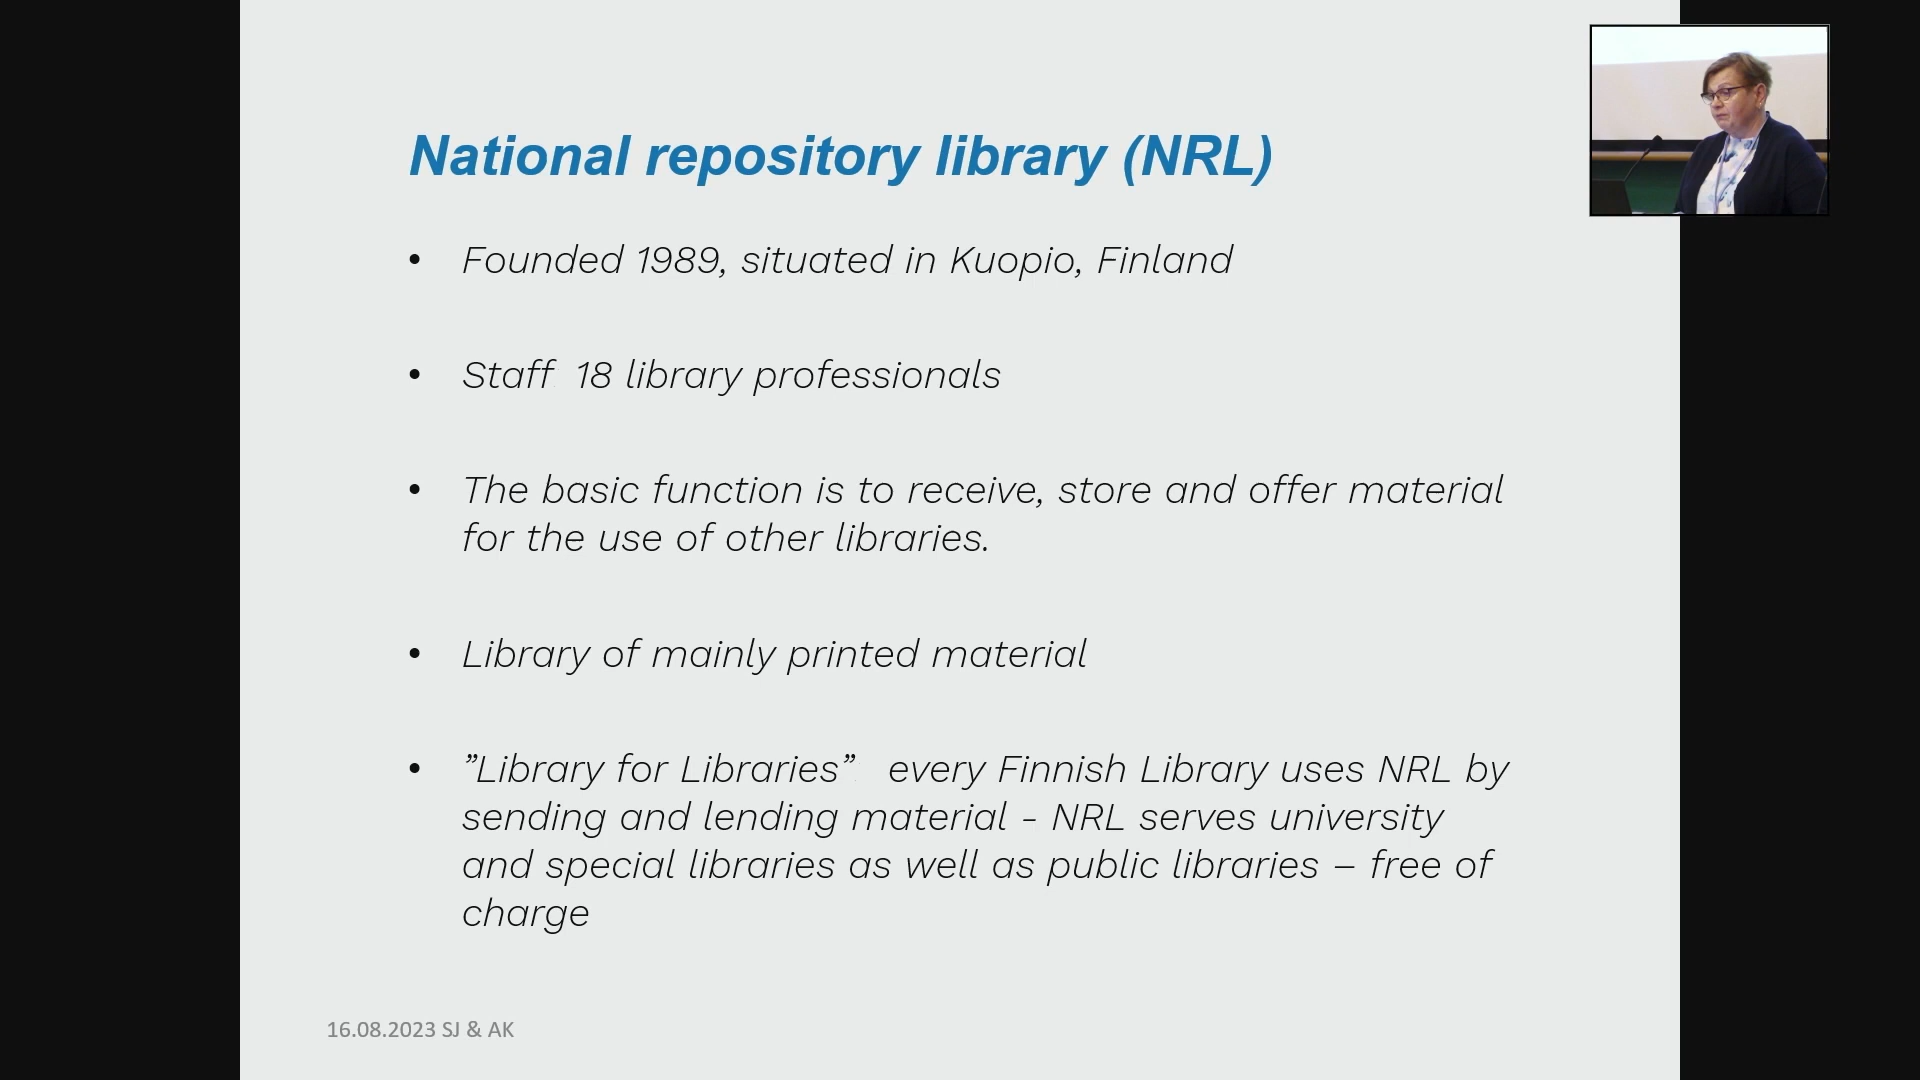 National repository library (NRL)
• Founded 1989, situated in Kuopio, Finland
• Staff 18 library professionals
• The basic function is to receive, store and offer material
for the use of other libraries.
• Library of mainly printed material
• ”Library for Libraries” every Finnish Library uses NRL by
sending and lending material - NRL serves university
and special libraries as well as public libraries – free of
charge
16.08.2023 SJ & AK